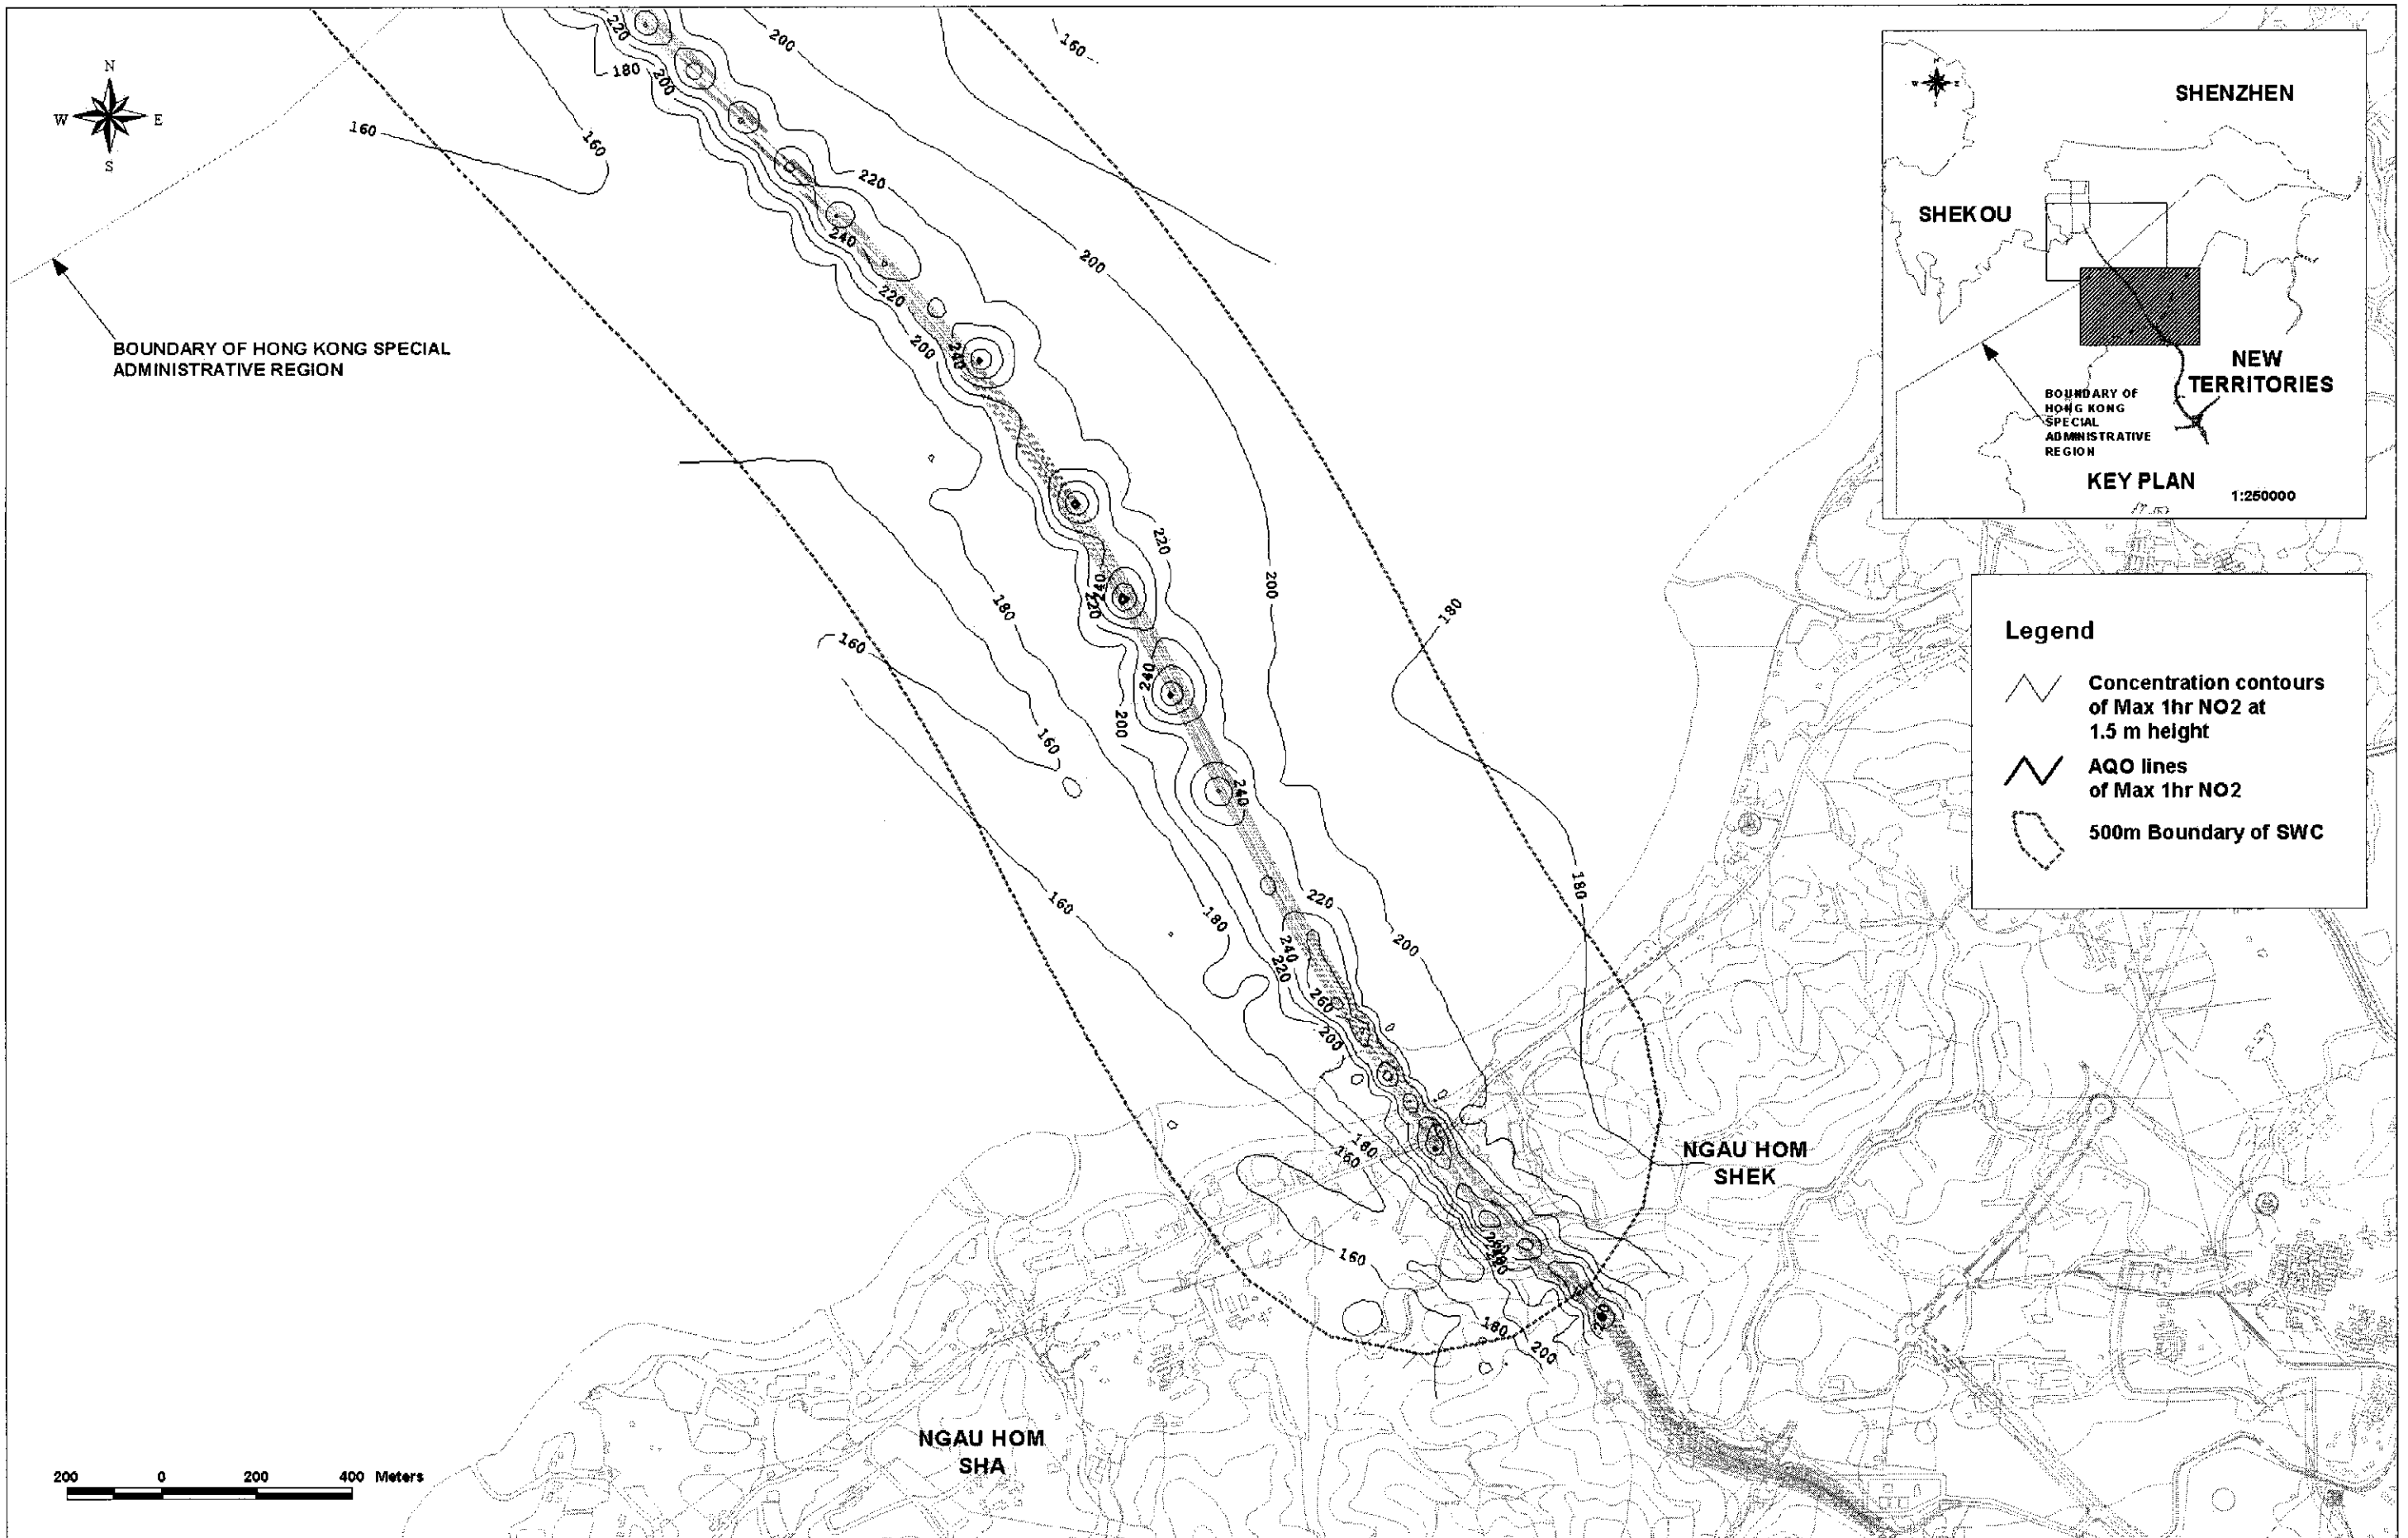 N
W E
S
BOUNDARY OF HONG KONG SPECIAL
ADMINISTRATIVE REGION
220
200
160
180
200
160
160
220
240
200
220
200
240
220
180
240
220
200
180
160
240
200
160
240
180
160
220
180
200
240
220
260
200
180
160
160
180
200
NGAU HOM
SHEK
NGAU HOM
SHA
200 0 200 400 Meters
SHENZHEN
SHEKOU
NEW
TERRITORIES
BOUNDARY OF
HONG KONG
SPECIAL
ADMINISTRATIVE
REGION
KEY PLAN
1:250000
Legend
Concentration contours
of Max 1hr NO2 at
1.5 m height
AQO lines
of Max 1hr NO2
500m Boundary of SWC